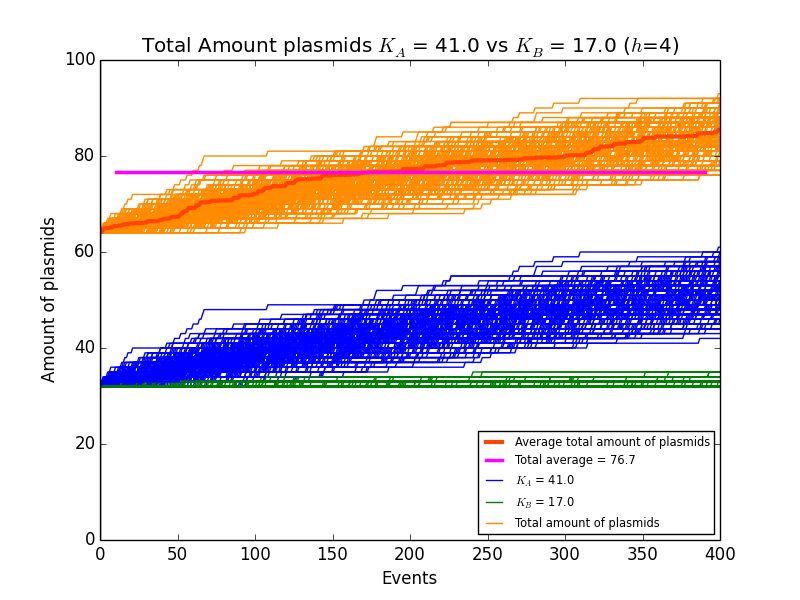 Total Amount plasmids K_A = 41.0 vs K_B = 17.0 (h=4)
100
80
60
40
20
0
Amount of plasmids
Average total amount of plasmids
Total average = 76.7
K_A = 41.0
K_B = 17.0
Total amount of plasmids
0 50 100 150 200 250 300 350 400
Events